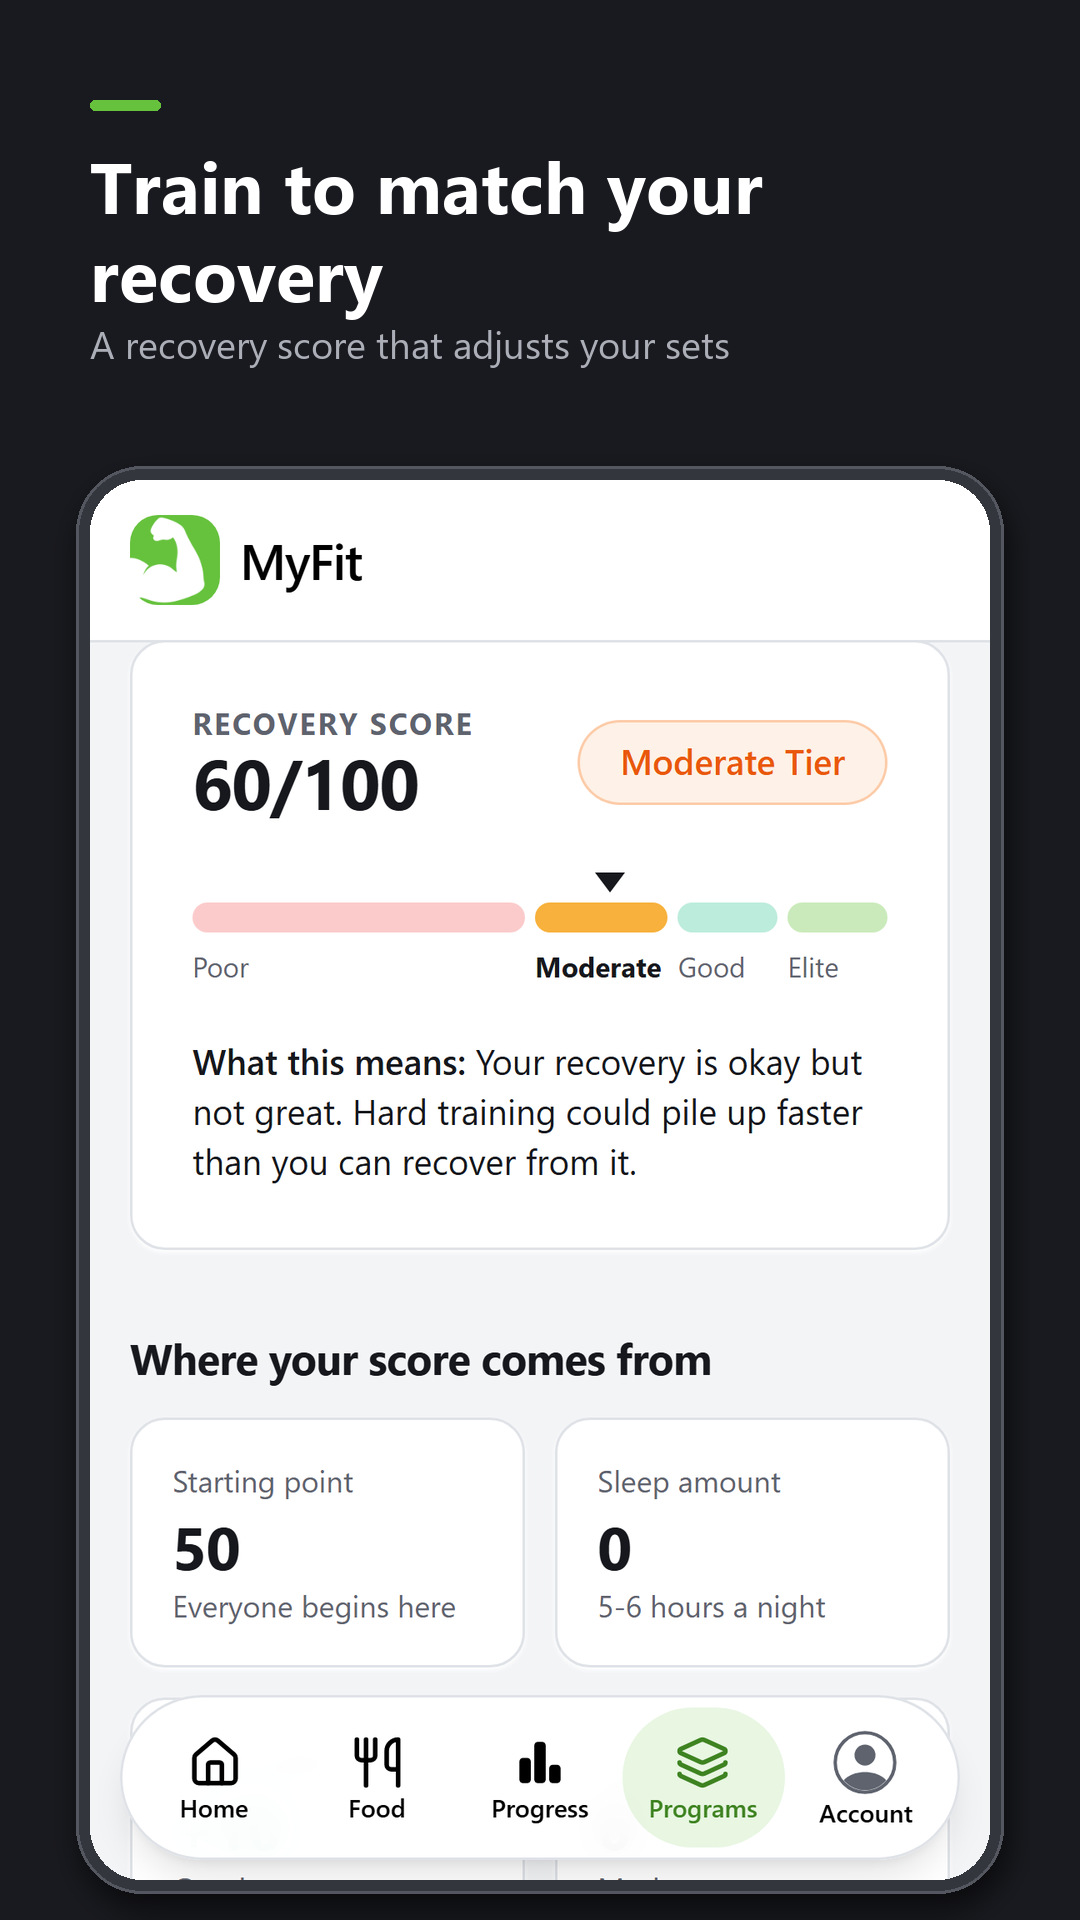 Train to match your
recovery
A recovery score that adjusts your sets
MyFit
RECOVERY SCORE
60/100
Moderate Tier
Poor
Moderate
Good
Elite
What this means: Your recovery is okay but
not great. Hard training could pile up faster
than you can recover from it.
Where your score comes from
Starting point
50
Everyone begins here
Sleep amount
0
5-6 hours a night
Home
Food
Progress
Programs
Account